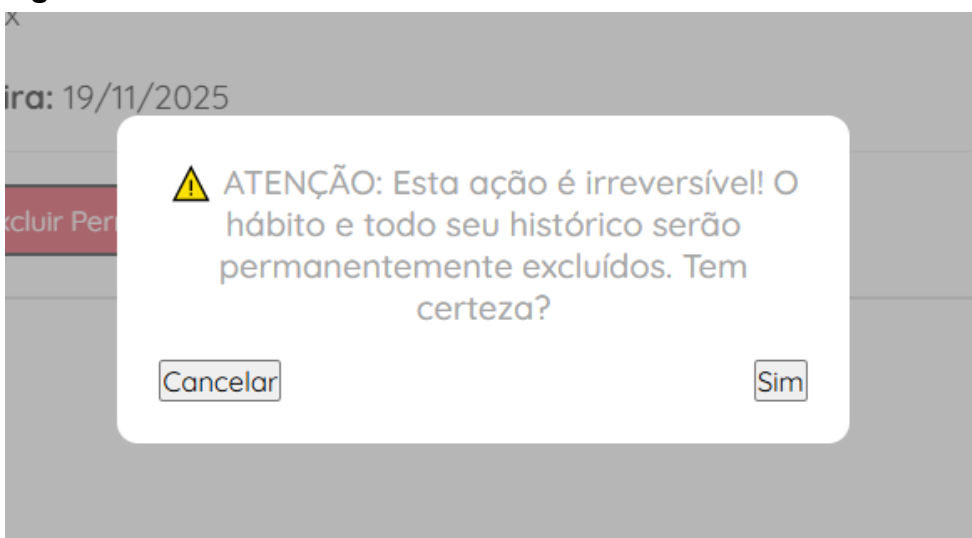 x
ira: 19/11/2025
⚠ ATENÇÃO: Esta ação é irreversível! O
hábito e todo seu histórico serão
permanentemente excluídos. Tem
certeza?
xcluir Per
Cancelar
Sim